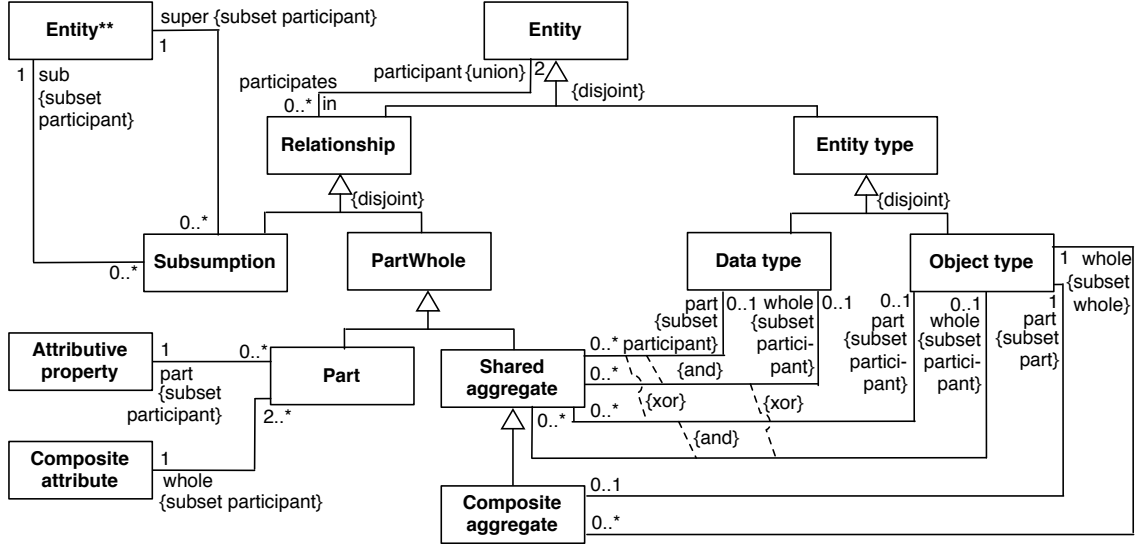 Entity**
super {subset participant}
1
1
sub
{subset
participant}
Entity
participant {union}
2
participates
in
0..*
{disjoint}
Relationship
Entity type
{disjoint}
{disjoint}
0..*
0..*
Subsumption
PartWhole
Data type
Object type
1
whole
{subset
whole}
part
{subset
participant}
0..1
whole
{subset
partici-
pant}
0..1
0..1
part
{subset
partici-
pant}
0..1
whole
{subset
partici-
pant}
1
part
{subset
part}
Attributive
property
1
part
{subset
participant}
0..*
Part
2..*
Shared
aggregate
0..*
0..*
0..*
0..*
{and}
{xor}
{xor}
{and}
Composite
attribute
1
whole
{subset participant}
Composite
aggregate
0..1
0..*